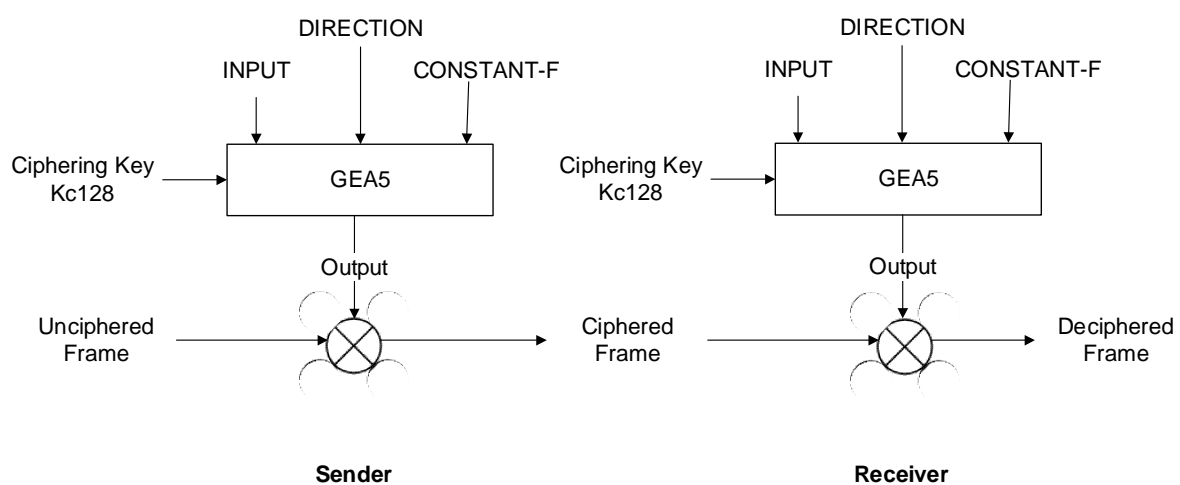 DIRECTION
INPUT
CONSTANT-F
Ciphering Key
Kc128
GEA5
Output
Unciphered
Frame
Ciphered
Frame
Sender
DIRECTION
INPUT
CONSTANT-F
Ciphering Key
Kc128
GEA5
Output
Deciphered
Frame
Receiver